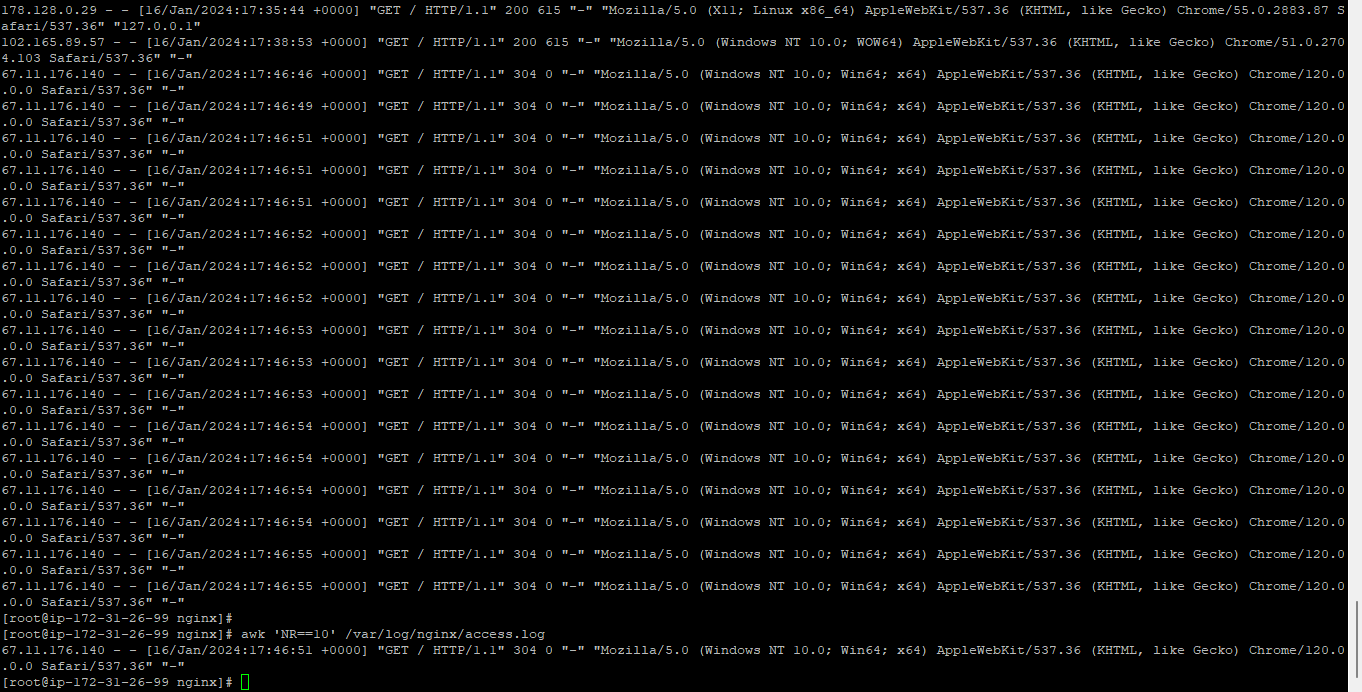 178.128.0.29 - - [16/Jan/2024:17:35:44 +0000] "GET / HTTP/1.1" 200 615 "-" "Mozilla/5.0 (X11; Linux x86_64) AppleWebKit/537.36 (KHTML, like Gecko) Chrome/55.0.2883.87 S
afari/537.36" "127.0.0.1"
102.165.89.57 - - [16/Jan/2024:17:38:53 +0000] "GET / HTTP/1.1" 200 615 "-" "Mozilla/5.0 (Windows NT 10.0; WOW64) AppleWebKit/537.36 (KHTML, like Gecko) Chrome/51.0.270
4.103 Safari/537.36" "-"
67.11.176.140 - - [16/Jan/2024:17:46:46 +0000] "GET / HTTP/1.1" 304 0 "-" "Mozilla/5.0 (Windows NT 10.0; Win64; x64) AppleWebKit/537.36 (KHTML, like Gecko) Chrome/120.0
.0.0 Safari/537.36" "-"
67.11.176.140 - - [16/Jan/2024:17:46:49 +0000] "GET / HTTP/1.1" 304 0 "-" "Mozilla/5.0 (Windows NT 10.0; Win64; x64) AppleWebKit/537.36 (KHTML, like Gecko) Chrome/120.0
.0.0 Safari/537.36" "-"
67.11.176.140 - - [16/Jan/2024:17:46:51 +0000] "GET / HTTP/1.1" 304 0 "-" "Mozilla/5.0 (Windows NT 10.0; Win64; x64) AppleWebKit/537.36 (KHTML, like Gecko) Chrome/120.0
.0.0 Safari/537.36" "-"
67.11.176.140 - - [16/Jan/2024:17:46:51 +0000] "GET / HTTP/1.1" 304 0 "-" "Mozilla/5.0 (Windows NT 10.0; Win64; x64) AppleWebKit/537.36 (KHTML, like Gecko) Chrome/120.0
.0.0 Safari/537.36" "-"
67.11.176.140 - - [16/Jan/2024:17:46:51 +0000] "GET / HTTP/1.1" 304 0 "-" "Mozilla/5.0 (Windows NT 10.0; Win64; x64) AppleWebKit/537.36 (KHTML, like Gecko) Chrome/120.0
.0.0 Safari/537.36" "-"
67.11.176.140 - - [16/Jan/2024:17:46:52 +0000] "GET / HTTP/1.1" 304 0 "-" "Mozilla/5.0 (Windows NT 10.0; Win64; x64) AppleWebKit/537.36 (KHTML, like Gecko) Chrome/120.0
.0.0 Safari/537.36" "-"
67.11.176.140 - - [16/Jan/2024:17:46:52 +0000] "GET / HTTP/1.1" 304 0 "-" "Mozilla/5.0 (Windows NT 10.0; Win64; x64) AppleWebKit/537.36 (KHTML, like Gecko) Chrome/120.0
.0.0 Safari/537.36" "-"
67.11.176.140 - - [16/Jan/2024:17:46:52 +0000] "GET / HTTP/1.1" 304 0 "-" "Mozilla/5.0 (Windows NT 10.0; Win64; x64) AppleWebKit/537.36 (KHTML, like Gecko) Chrome/120.0
.0.0 Safari/537.36" "-"
67.11.176.140 - - [16/Jan/2024:17:46:53 +0000] "GET / HTTP/1.1" 304 0 "-" "Mozilla/5.0 (Windows NT 10.0; Win64; x64) AppleWebKit/537.36 (KHTML, like Gecko) Chrome/120.0
.0.0 Safari/537.36" "-"
67.11.176.140 - - [16/Jan/2024:17:46:53 +0000] "GET / HTTP/1.1" 304 0 "-" "Mozilla/5.0 (Windows NT 10.0; Win64; x64) AppleWebKit/537.36 (KHTML, like Gecko) Chrome/120.0
.0.0 Safari/537.36" "-"
67.11.176.140 - - [16/Jan/2024:17:46:53 +0000] "GET / HTTP/1.1" 304 0 "-" "Mozilla/5.0 (Windows NT 10.0; Win64; x64) AppleWebKit/537.36 (KHTML, like Gecko) Chrome/120.0
.0.0 Safari/537.36" "-"
67.11.176.140 - - [16/Jan/2024:17:46:54 +0000] "GET / HTTP/1.1" 304 0 "-" "Mozilla/5.0 (Windows NT 10.0; Win64; x64) AppleWebKit/537.36 (KHTML, like Gecko) Chrome/120.0
.0.0 Safari/537.36" "-"
67.11.176.140 - - [16/Jan/2024:17:46:54 +0000] "GET / HTTP/1.1" 304 0 "-" "Mozilla/5.0 (Windows NT 10.0; Win64; x64) AppleWebKit/537.36 (KHTML, like Gecko) Chrome/120.0
.0.0 Safari/537.36" "-"
67.11.176.140 - - [16/Jan/2024:17:46:54 +0000] "GET / HTTP/1.1" 304 0 "-" "Mozilla/5.0 (Windows NT 10.0; Win64; x64) AppleWebKit/537.36 (KHTML, like Gecko) Chrome/120.0
.0.0 Safari/537.36" "-"
67.11.176.140 - - [16/Jan/2024:17:46:54 +0000] "GET / HTTP/1.1" 304 0 "-" "Mozilla/5.0 (Windows NT 10.0; Win64; x64) AppleWebKit/537.36 (KHTML, like Gecko) Chrome/120.0
.0.0 Safari/537.36" "-"
67.11.176.140 - - [16/Jan/2024:17:46:55 +0000] "GET / HTTP/1.1" 304 0 "-" "Mozilla/5.0 (Windows NT 10.0; Win64; x64) AppleWebKit/537.36 (KHTML, like Gecko) Chrome/120.0
.0.0 Safari/537.36" "-"
67.11.176.140 - - [16/Jan/2024:17:46:55 +0000] "GET / HTTP/1.1" 304 0 "-" "Mozilla/5.0 (Windows NT 10.0; Win64; x64) AppleWebKit/537.36 (KHTML, like Gecko) Chrome/120.0
.0.0 Safari/537.36" "-"
[root@ip-172-31-26-99 nginx]#
[root@ip-172-31-26-99 nginx]# awk 'NR==10' /var/log/nginx/access.log
67.11.176.140 - - [16/Jan/2024:17:46:51 +0000] "GET / HTTP/1.1" 304 0 "-" "Mozilla/5.0 (Windows NT 10.0; Win64; x64) AppleWebKit/537.36 (KHTML, like Gecko) Chrome/120.0
.0.0 Safari/537.36" "-"
[root@ip-172-31-26-99 nginx]#